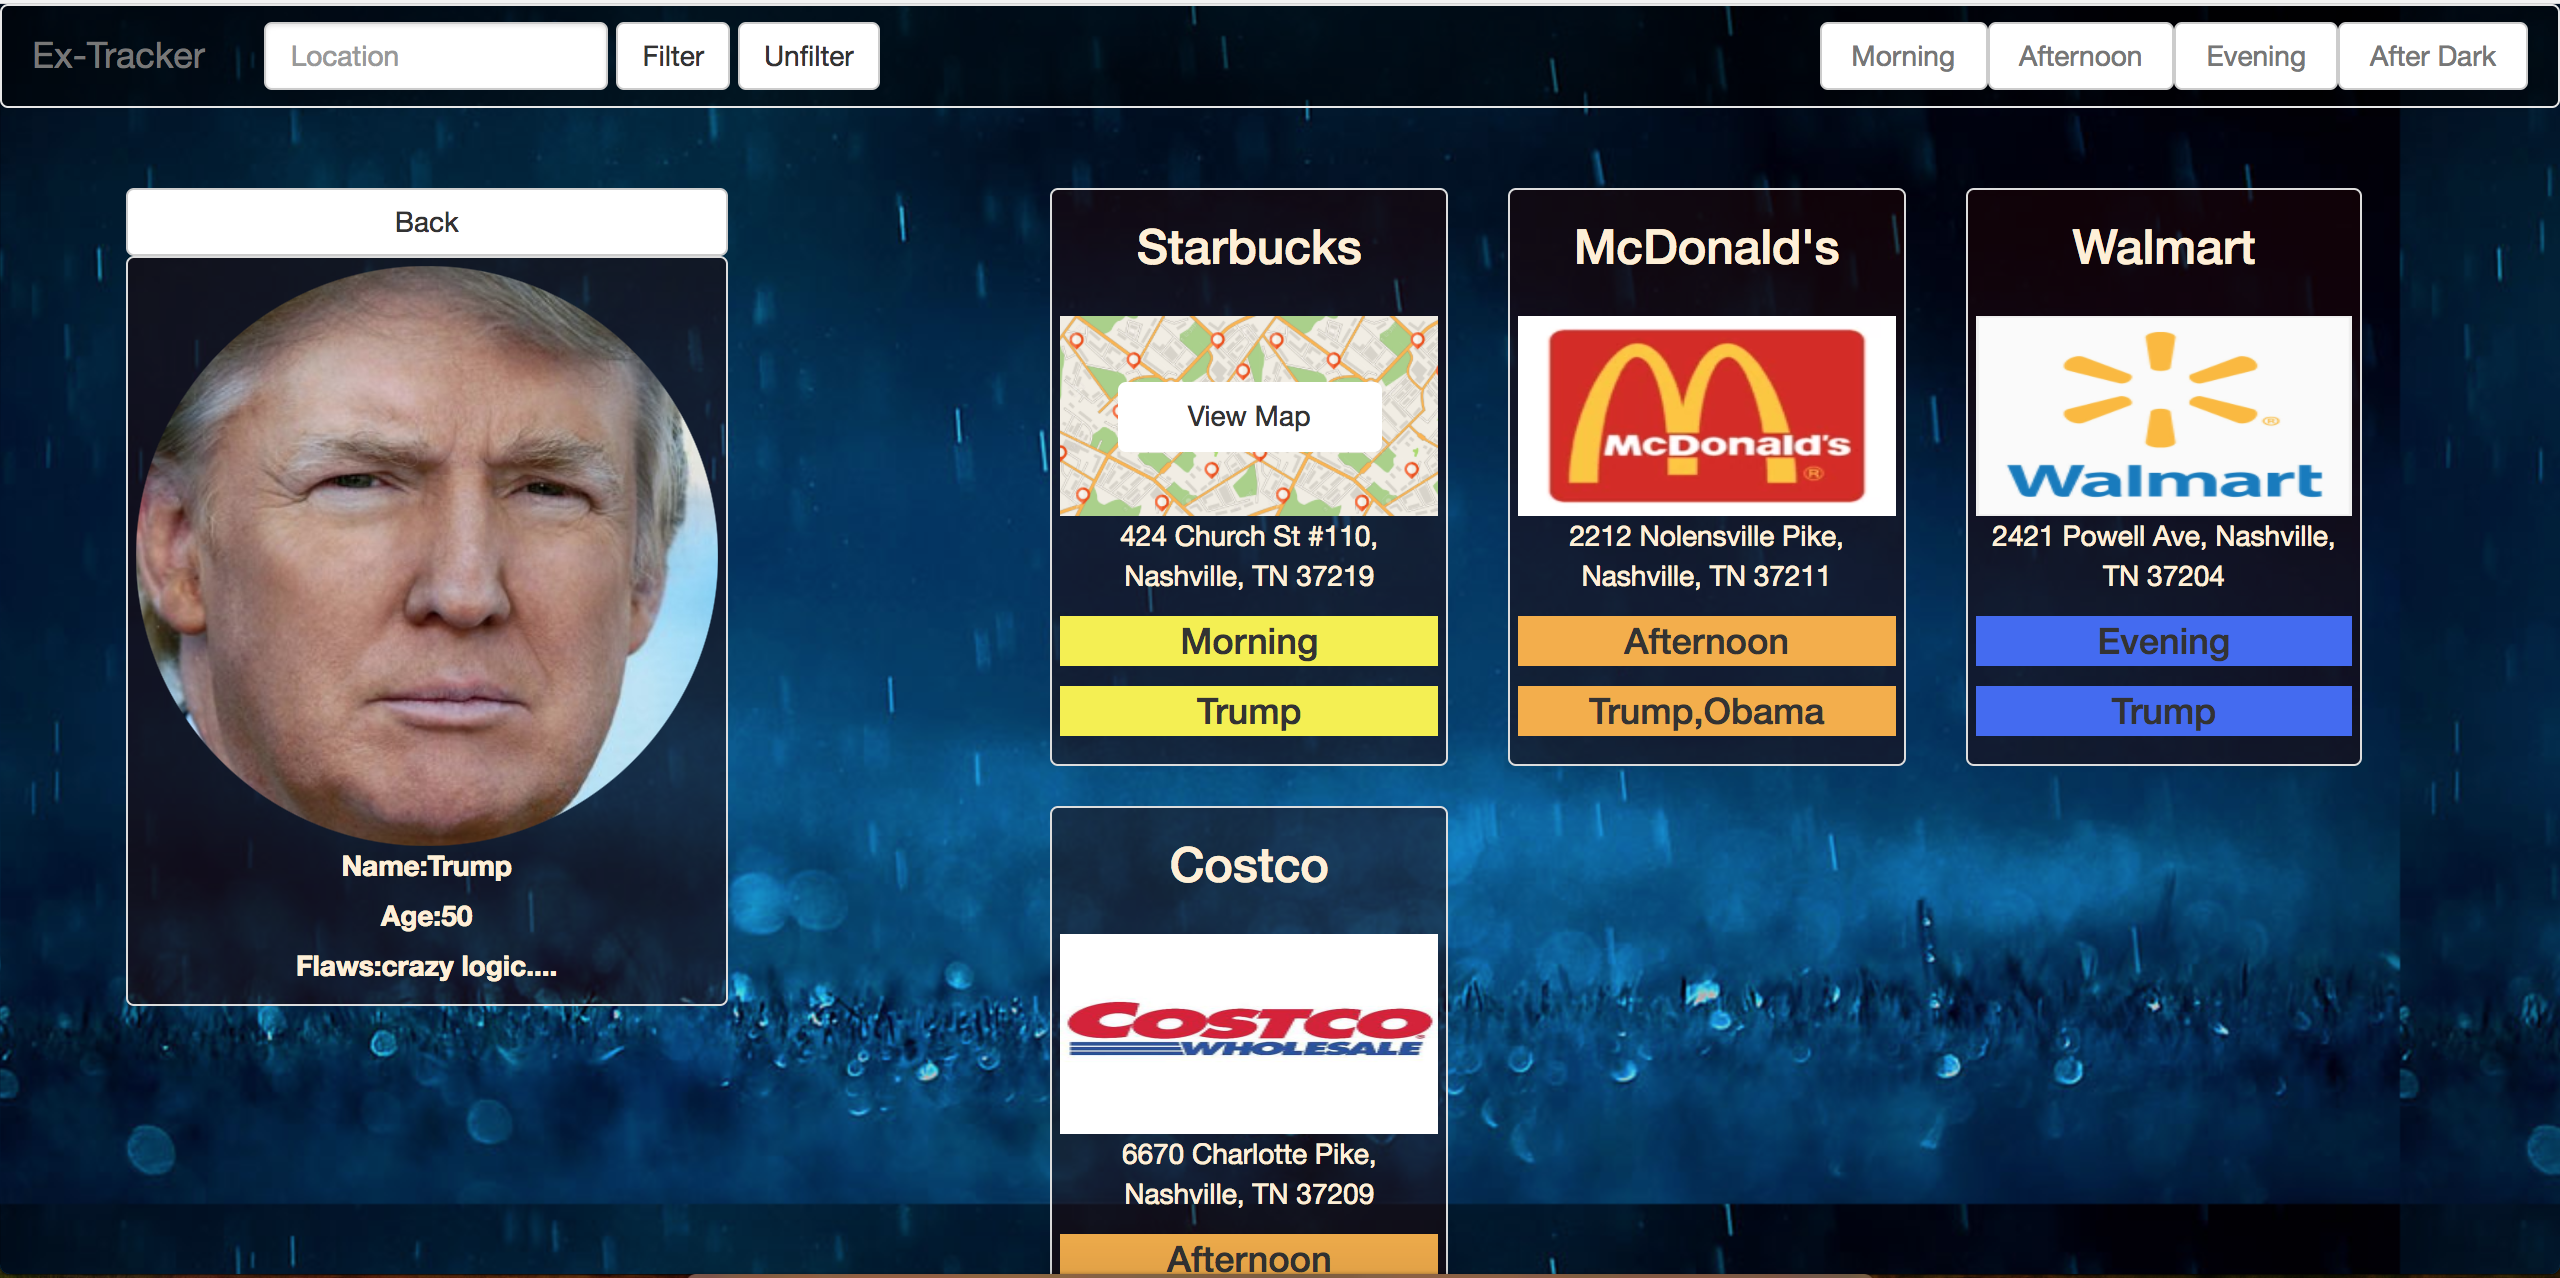 Ex-Tracker
Location
Filter
Unfilter
Morning
Afternoon
Evening
After Dark
Back
Name:Trump
Age:50
Flaws:crazy logic....
Starbucks
View Map
424 Church St #110,
Nashville, TN 37219
Morning
Trump
McDonald's
McDonald's
®
2212 Nolensville Pike,
Nashville, TN 37211
Afternoon
Trump,Obama
Walmart
®
Walmart
2421 Powell Ave, Nashville,
TN 37204
Evening
Trump
Costco
COSTCO
WHOLESALE
6670 Charlotte Pike,
Nashville, TN 37209
Afternoon